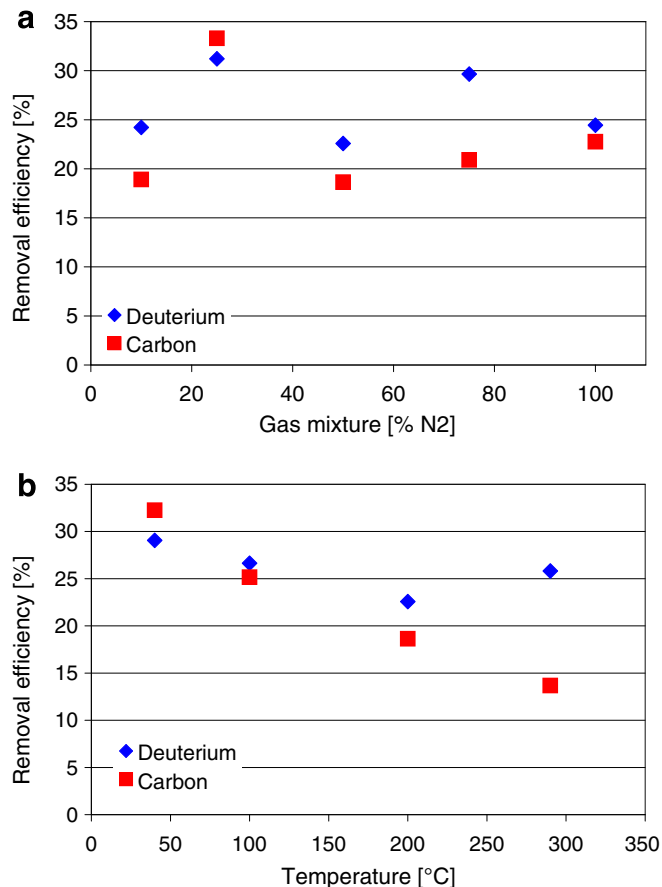 a
35
30
25
20
15
10
5
0
Removal efficiency [%]
Deuterium
Carbon
0 20 40 60 80 100
Gas mixture [% N2]
b
35
30
25
20
15
10
5
0
Removal efficiency [%]
Deuterium
Carbon
0 50 100 150 200 250 300 350
Temperature [°C]